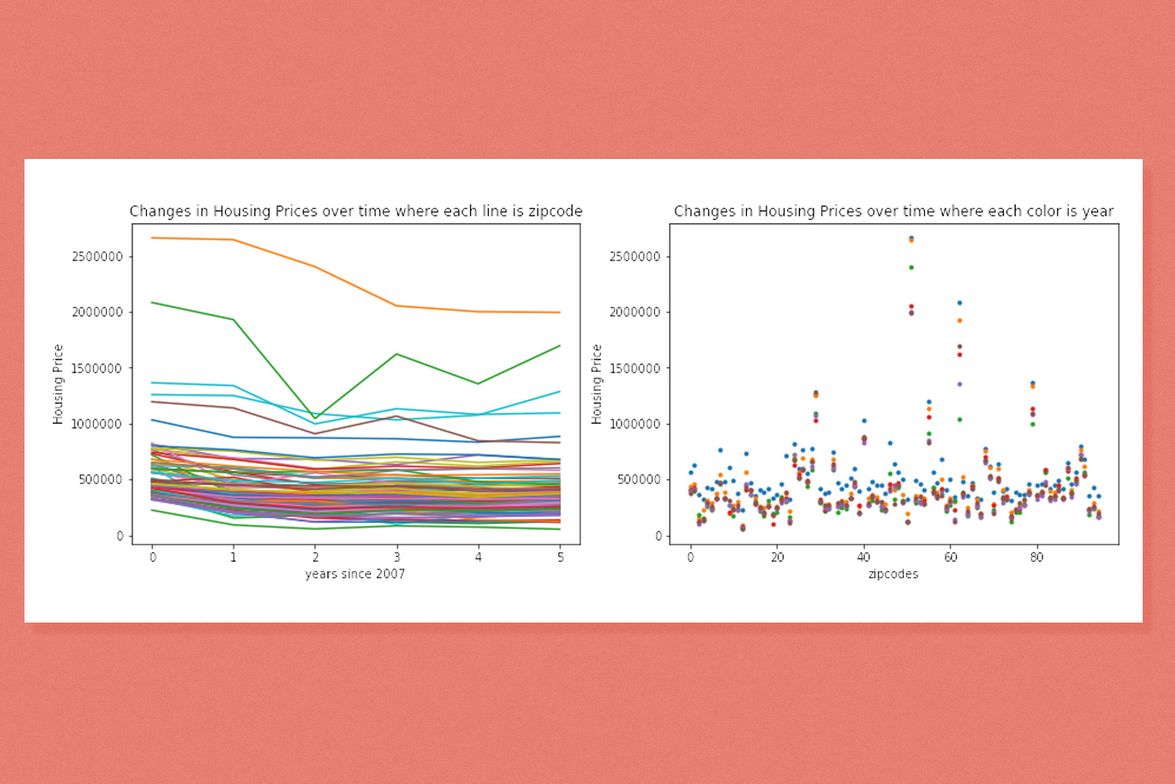 Changes in Housing Prices over time where each line is zipcode
Housing Price
2500000
2000000
1500000
1000000
500000
0
0 1 2 3 4 5
years since 2007
Changes in Housing Prices over time where each color is year
Housing Price
2500000
2000000
1500000
1000000
500000
0
0 20 40 60 80
zipcodes